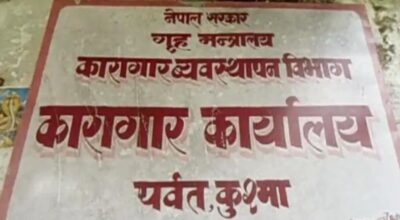 नेपाल सरकार
गृह मन्त्रालय
कारागार व्यवस्थापन विभाग
कारागार कार्यालय
पर्वत, कुश्मा